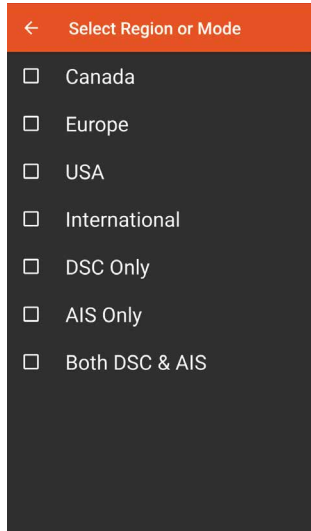 Select Region or Mode
Canada
Europe
USA
International
DSC Only
AIS Only
Both DSC & AIS